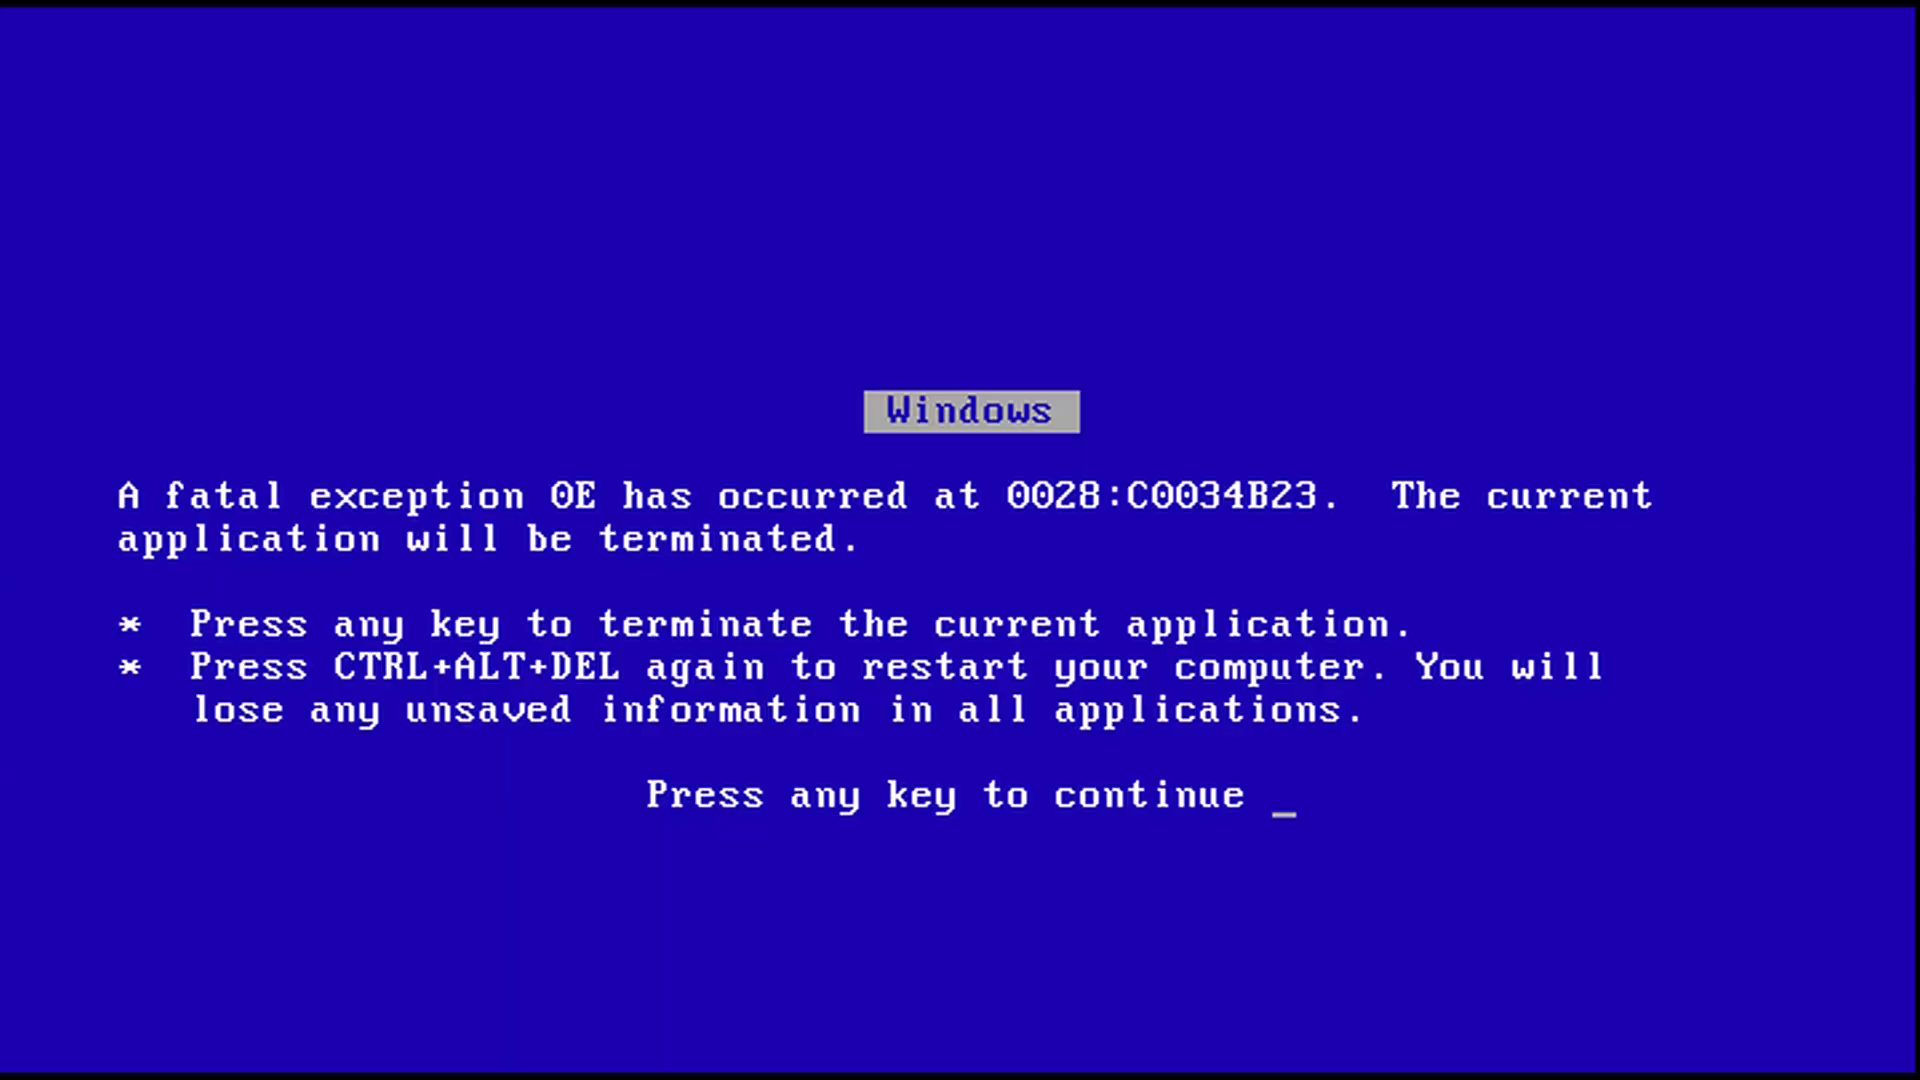 Windows
A fatal exception 0E has occurred at 0028:C0034B23.  The current
application will be terminated.
*  Press any key to terminate the current application.
*  Press CTRL+ALT+DEL again to restart your computer. You will
lose any unsaved information in all applications.
Press any key to continue _